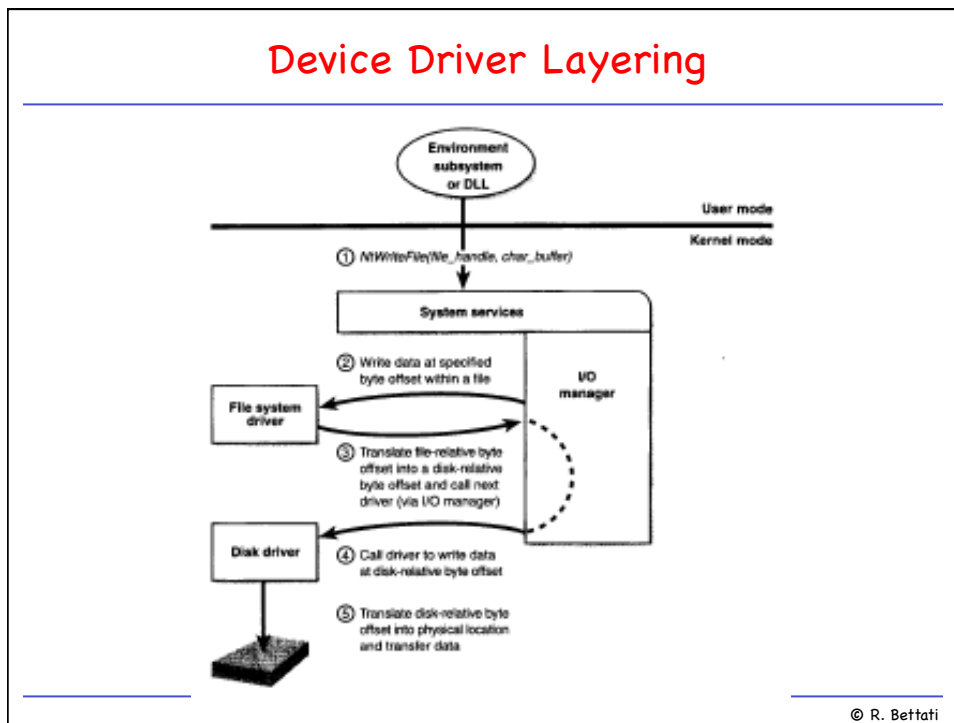 Device Driver Layering
Environment
subsystem
or DLL
User mode
Kernel mode
① NtWriteFile(file_handle, char_buffer)
System services
② Write data at specified
byte offset within a file
I/O
manager
File system
driver
③ Translate file-relative byte
offset into a disk-relative
byte offset and call next
driver (via I/O manager)
Disk driver
④ Call driver to write data
at disk-relative byte offset
⑤ Translate disk-relative byte
offset into physical location
and transfer data
© R. Bettati